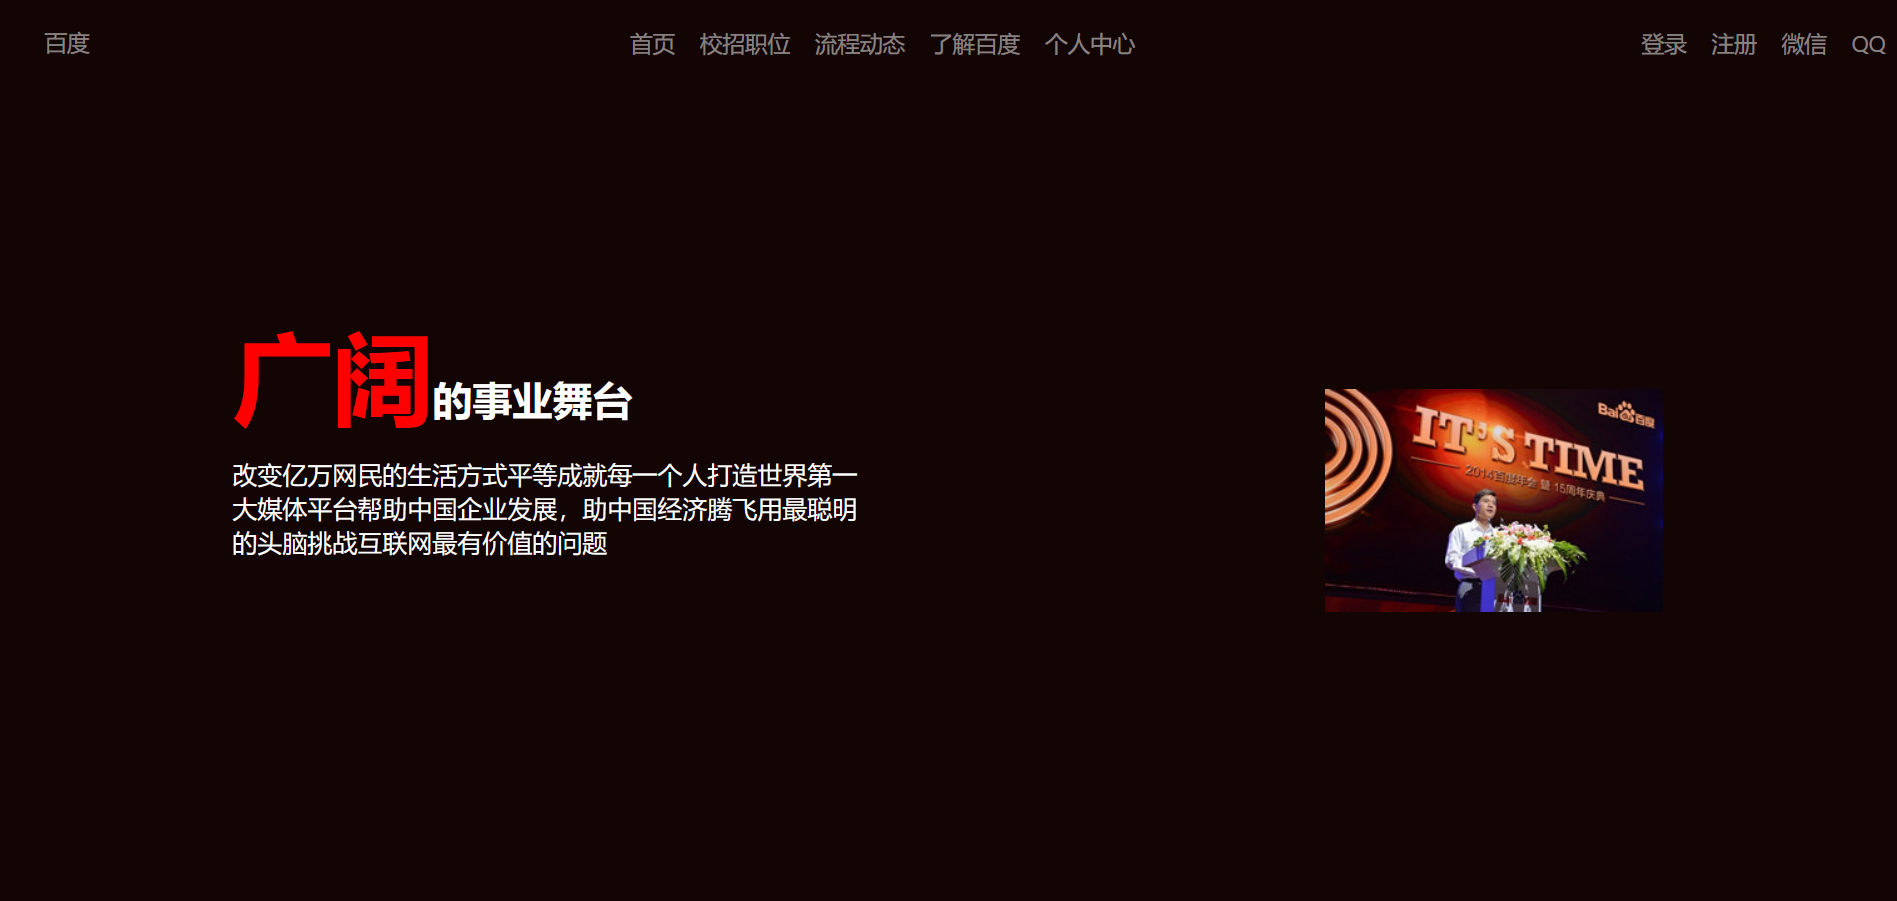 百度 首页 校招职位 流程动态 了解百度 个人中心 登录 注册 微信 QQ
广阔的事业舞台
改变亿万网民的生活方式平等成就每一个人打造世界第一
大媒体平台帮助中国企业发展，助中国经济腾飞用最聪明
的头脑挑战互联网最有价值的问题
Bai百度
IT'S TIME
2014百度年会 暨 15周年庆典